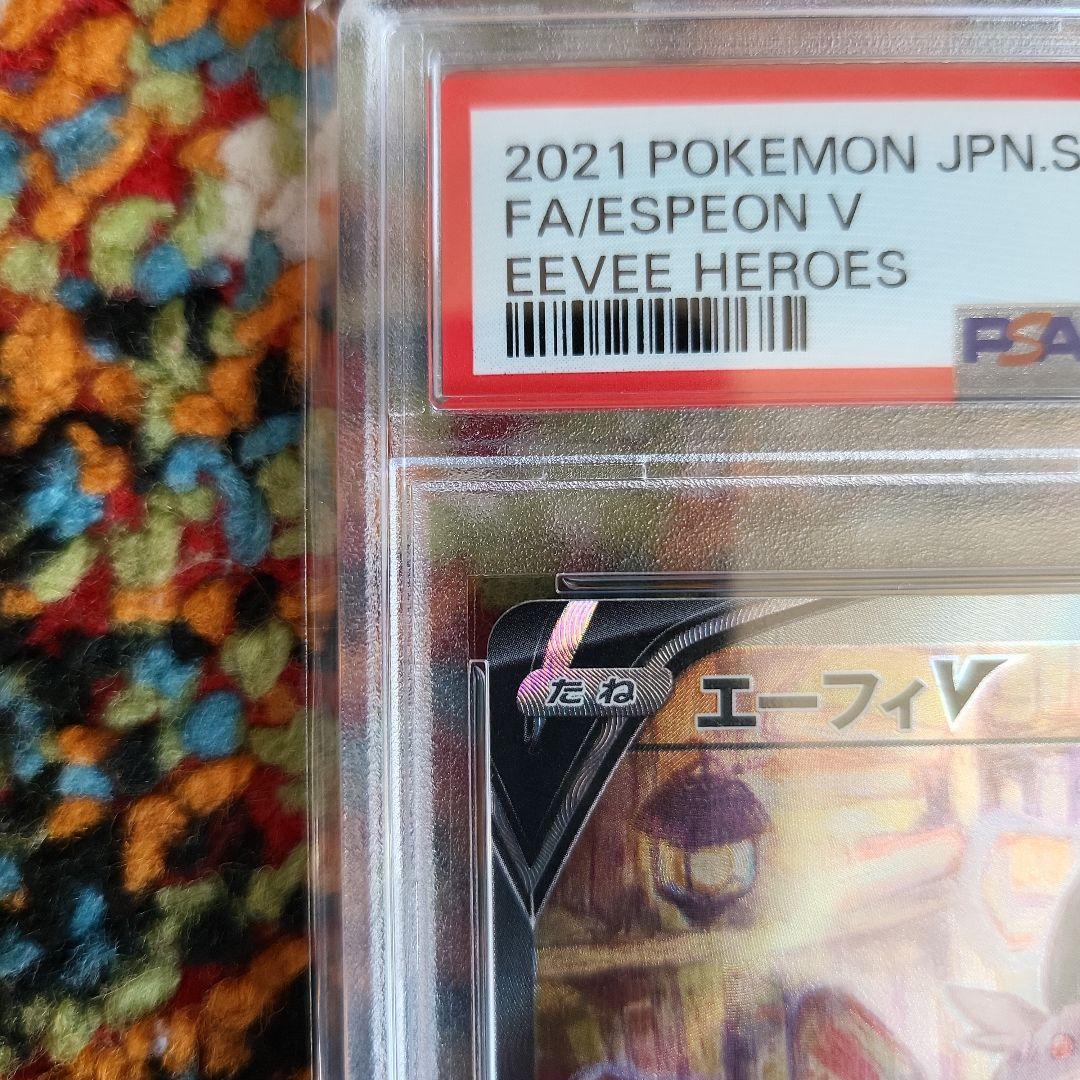 2021 POKEMON JPN.S
FA/ESPEON V
EEVEE HEROES
PSA
たね エーフィV